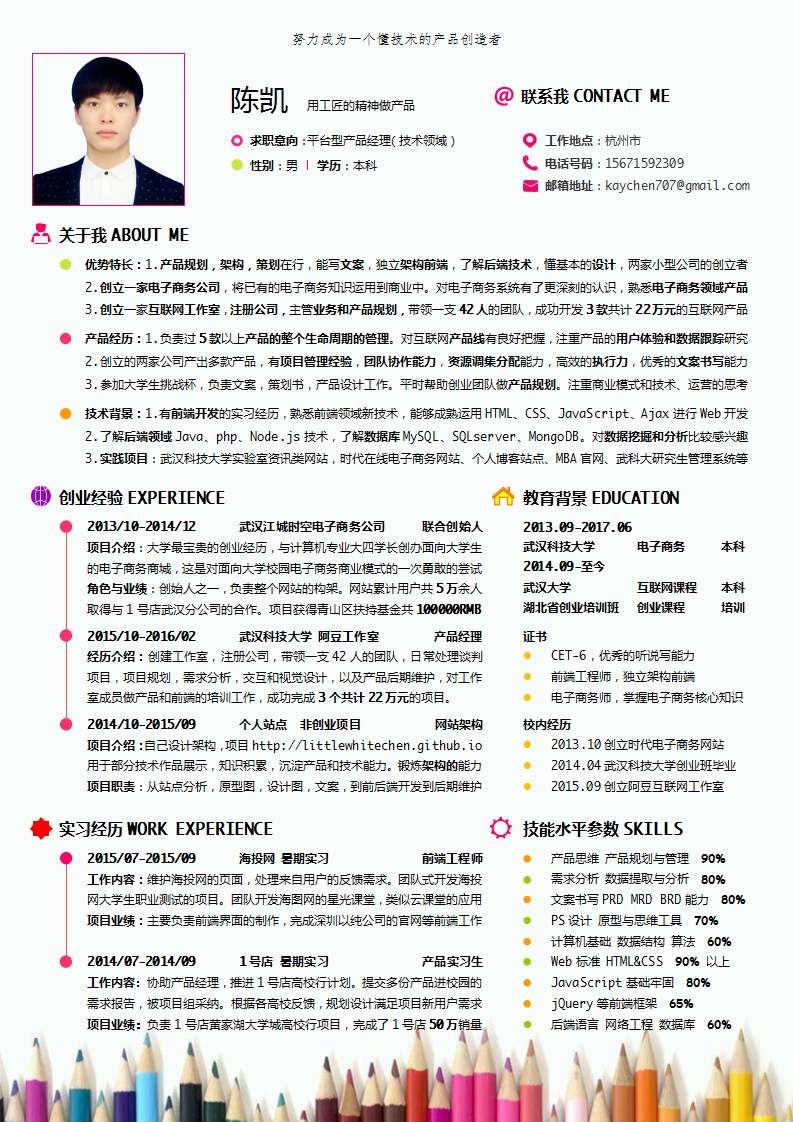 努力成为一个懂技术的产品创造者
陈凯 用工匠的精神做产品
求职意向：平台型产品经理（技术领域）
性别：男 | 学历：本科
@ 联系我 CONTACT ME
工作地点：杭州市
电话号码：15671592309
邮箱地址：kaychen707@gmail.com
关于我 ABOUT ME
优势特长：1.产品规划，架构，策划在行，能写文案，独立架构前端，了解后端技术，懂基本的设计，两家小型公司的创立者
2.创立一家电子商务公司，将已有的电子商务知识运用到商业中。对电子商务系统有了更深刻的认识，熟悉电子商务领域产品
3.创立一家互联网工作室，注册公司，主管业务和产品规划，带领一支 42 人的团队，成功开发 3 款共计 22 万元的互联网产品
产品经历：1.负责过 5 款以上产品的整个生命周期的管理。对互联网产品线有良好把握，注重产品的用户体验和数据跟踪研究
2.创立的两家公司产出多款产品，有项目管理经验，团队协作能力，资源调集分配能力，高效的执行力，优秀的文案书写能力
3.参加大学生挑战杯，负责文案，策划书，产品设计工作。平时帮助创业团队做产品规划。注重商业模式和技术、运营的思考
技术背景：1.有前端开发的实习经历，熟悉前端领域新技术，能够成熟运用 HTML、CSS、JavaScript、Ajax 进行 Web 开发
2.了解后端领域 Java、php、Node.js 技术，了解数据库 MySQL、SQLserver、MongoDB。对数据挖掘和分析比较感兴趣
3.实践项目：武汉科技大学实验室资讯类网站，时代在线电子商务网站、个人博客站点、MBA 官网、武科大研究生管理系统等
创业经验 EXPERIENCE
2013/10-2014/12 武汉江城时空电子商务公司 联合创始人
项目介绍：大学最宝贵的创业经历，与计算机专业大四学长创办面向大学生
的电子商务商城，这是对面向大学校园电子商务商业模式的一次勇敢的尝试
角色与业绩：创始人之一，负责整个网站的构架。网站累计用户共 5 万余人
取得与 1 号店武汉分公司的合作。项目获得青山区扶持基金共 100000RMB
2015/10-2016/02 武汉科技大学 阿豆工作室 产品经理
经历介绍：创建工作室，注册公司，带领一支 42 人的团队，日常处理谈判
项目，项目规划，需求分析，交互和视觉设计，以及产品后期维护，对工作
室成员做产品和前端的培训工作，成功完成 3 个共计 22 万元的项目。
2014/10-2015/09 个人站点 非创业项目 网站架构
项目介绍：自己设计架构，项目 http://littlewhitechen.github.io
用于部分技术作品展示，知识积累，沉淀产品和技术能力。锻炼架构的能力
项目职责：从站点分析，原型图，设计图，文案，到前后端开发到后期维护
教育背景 EDUCATION
2013.09-2017.06
武汉科技大学 电子商务 本科
2014.09-至今
武汉大学 互联网课程 本科
湖北省创业培训班 创业课程 培训
证书
CET-6，优秀的听说写能力
前端工程师，独立架构前端
电子商务师，掌握电子商务核心知识
校内经历
2013.10 创立时代电子商务网站
2014.04 武汉科技大学创业班毕业
2015.09 创立阿豆互联网工作室
实习经历 WORK EXPERIENCE
2015/07-2015/09 海投网 暑期实习 前端工程师
工作内容：维护海投网的页面，处理来自用户的反馈需求。团队式开发海投
网大学生职业测试的项目。团队开发海图网的星光课堂，类似云课堂的应用
项目业绩：主要负责前端界面的制作，完成深圳以纯公司的官网等前端工作
2014/07-2014/09 1号店 暑期实习 产品实习生
工作内容：协助产品经理，推进 1 号店高校行计划。提交多份产品进校园的
需求报告，被项目组采纳。根据各高校反馈，规划设计满足项目新用户需求
项目业绩：负责 1 号店黄家湖大学城高校行项目，完成了 1 号店 50 万销量
技能水平参数 SKILLS
产品思维 产品规划与管理 90%
需求分析 数据提取与分析 80%
文案书写 PRD MRD BRD 能力 80%
PS 设计 原型与思维工具 70%
计算机基础 数据结构 算法 60%
Web 标准 HTML&CSS 90% 以上
JavaScript 基础牢固 80%
jQuery 等前端框架 65%
后端语言 网络工程 数据库 60%